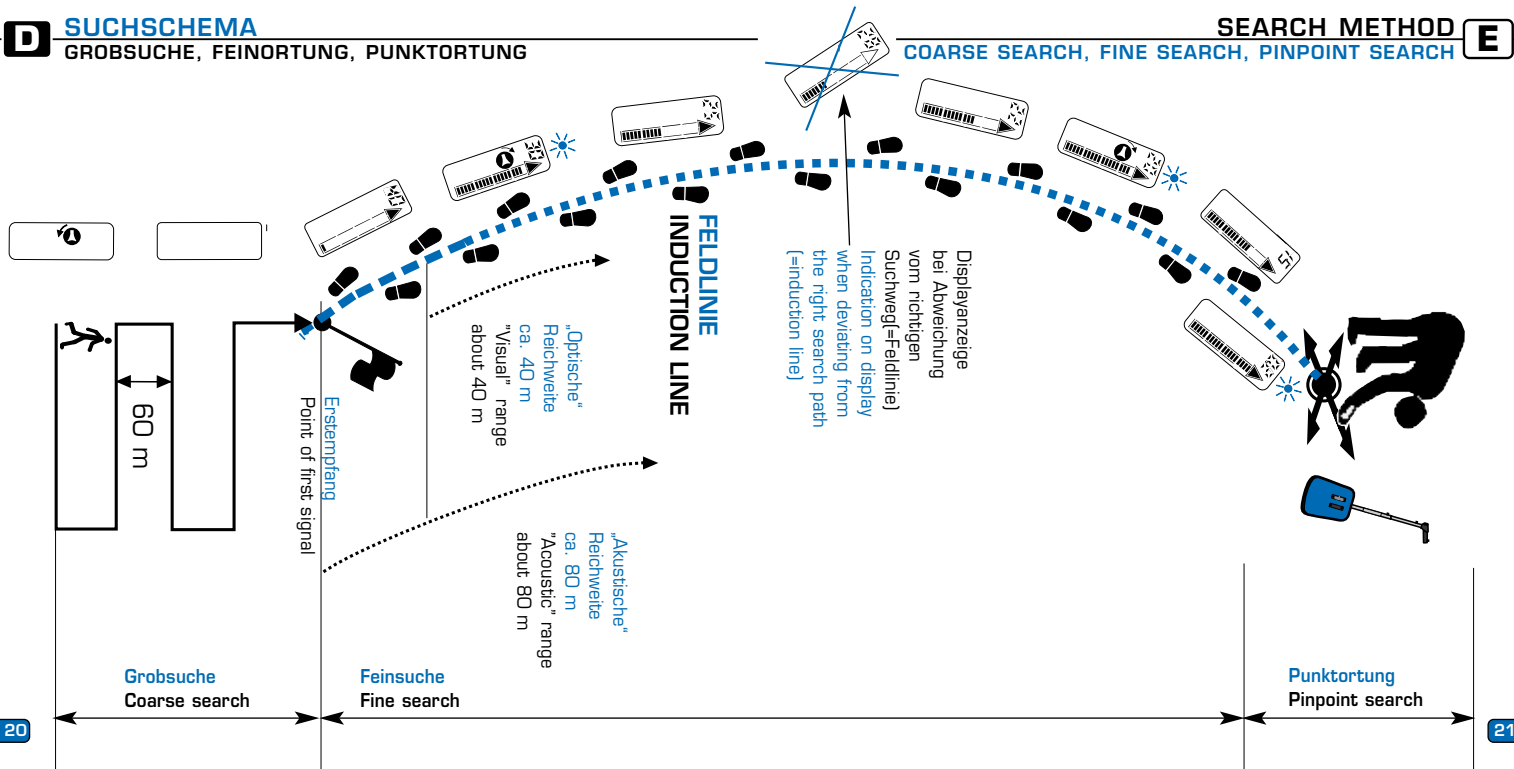 D
SUCHSCHEMA
GROBSUCHE, FEINORTUNG, PUNKTORTUNG
SEARCH METHOD
COARSE SEARCH, FINE SEARCH, PINPOINT SEARCH
E
40
15
FELDLINIE
INDUCTION LINE
Displayanzeige
bei Abweichung
vom richtigen
Suchweg(=Feldlinie)
Indication on display
when deviating from
the right search path
(=induction line)
60 m
Erstempfang
Point of first signal
„Optische“
Reichweite
ca. 40 m
"Visual" range
about 40 m
„Akustische“
Reichweite
ca. 80 m
"Acoustic" range
about 80 m
Grobsuche
Coarse search
Feinsuche
Fine search
Punktortung
Pinpoint search
20
21